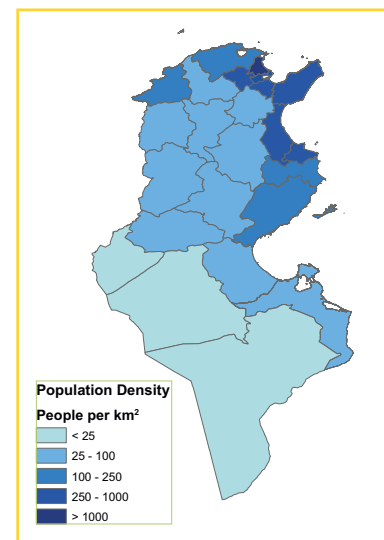 Population Density
People per km²
< 25
25 - 100
100 - 250
250 - 1000
> 1000